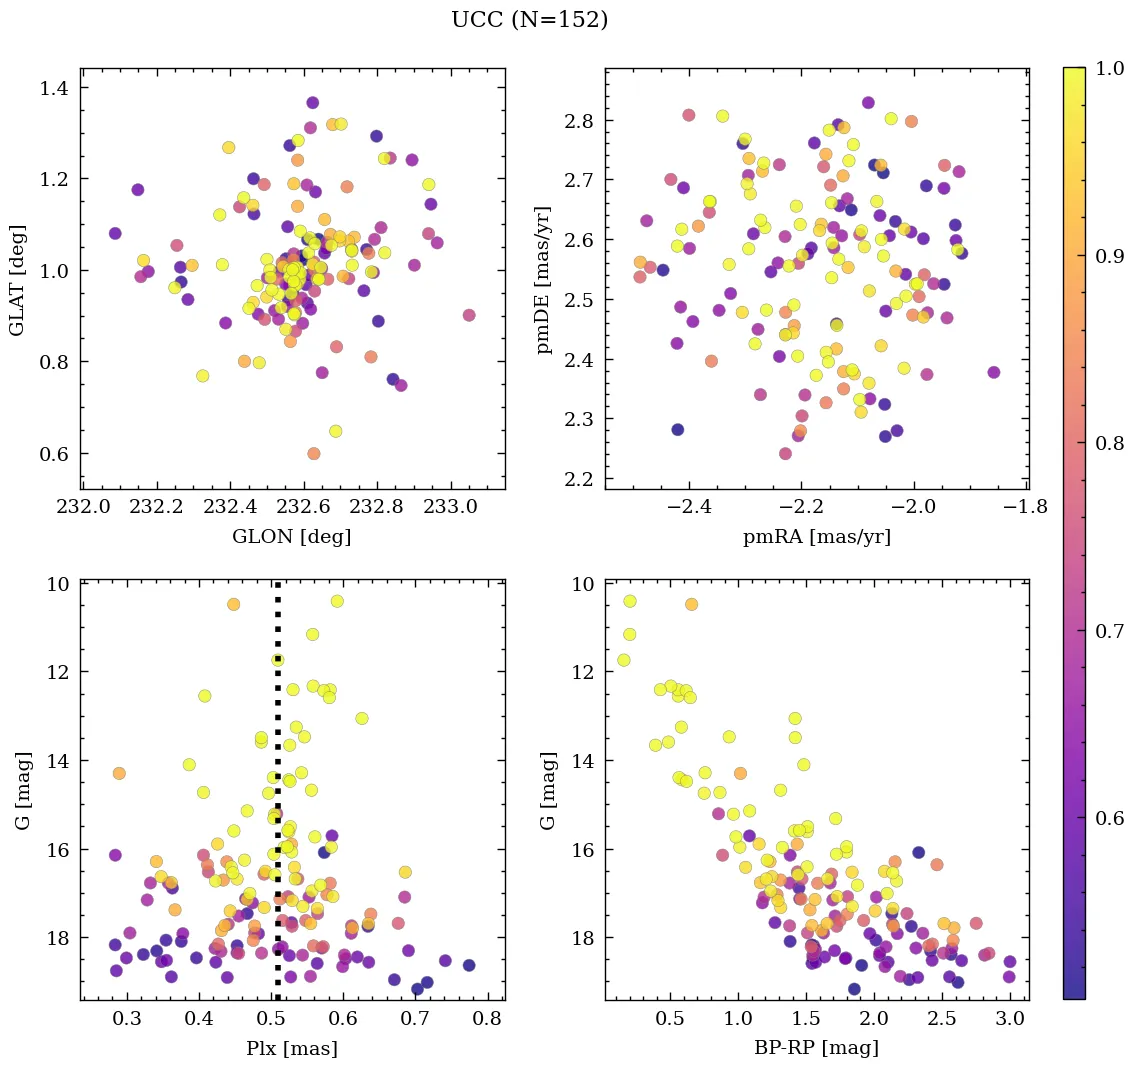 UCC (N=152)
1.4
1.2
1.0
0.8
0.6
GLAT [deg]
232.0 232.2 232.4 232.6 232.8 233.0
GLON [deg]
2.8
2.7
2.6
2.5
2.4
2.3
2.2
pmDE [mas/yr]
−2.4 −2.2 −2.0 −1.8
pmRA [mas/yr]
10
12
14
16
18
G [mag]
0.3 0.4 0.5 0.6 0.7 0.8
Plx [mas]
10
12
14
16
18
G [mag]
0.5 1.0 1.5 2.0 2.5 3.0
BP-RP [mag]
1.0
0.9
0.8
0.7
0.6